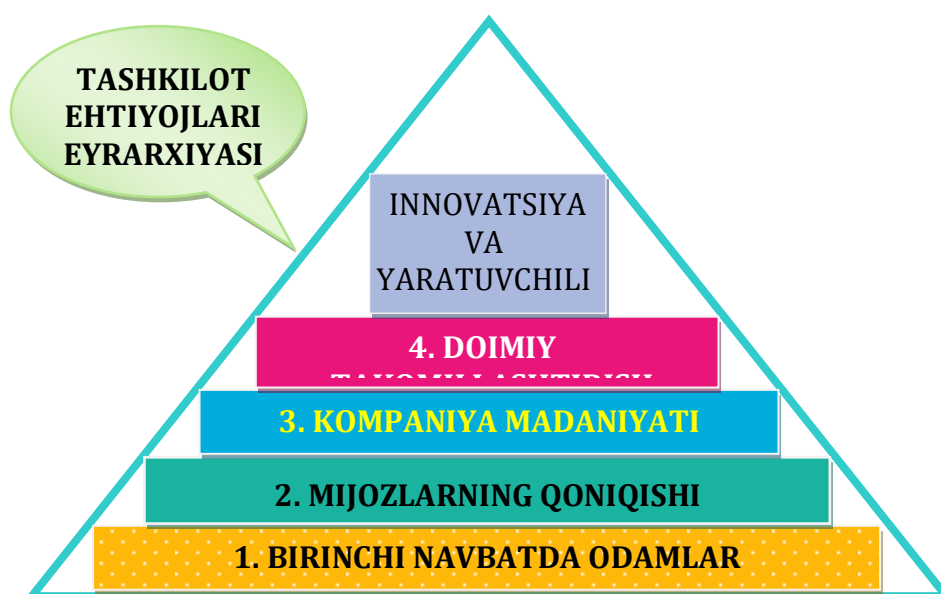 TASHKILOT
EHTIYOJLARI
EYRARXIYASI
INNOVATSIYA
VA
YARATUVCHILI
4. DOIMIY
3. KOMPANIYA MADANIYATI
2. MIJOZLARNING QONIQISHI
1. BIRINCHI NAVBATDA ODAMLAR